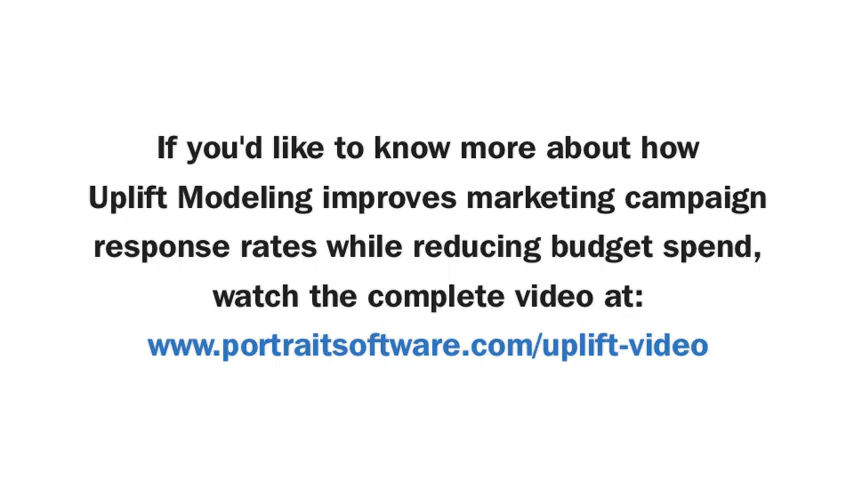 If you'd like to know more about how
Uplift Modeling improves marketing campaign
response rates while reducing budget spend,
watch the complete video at:
www.portraitsoftware.com/uplift-video